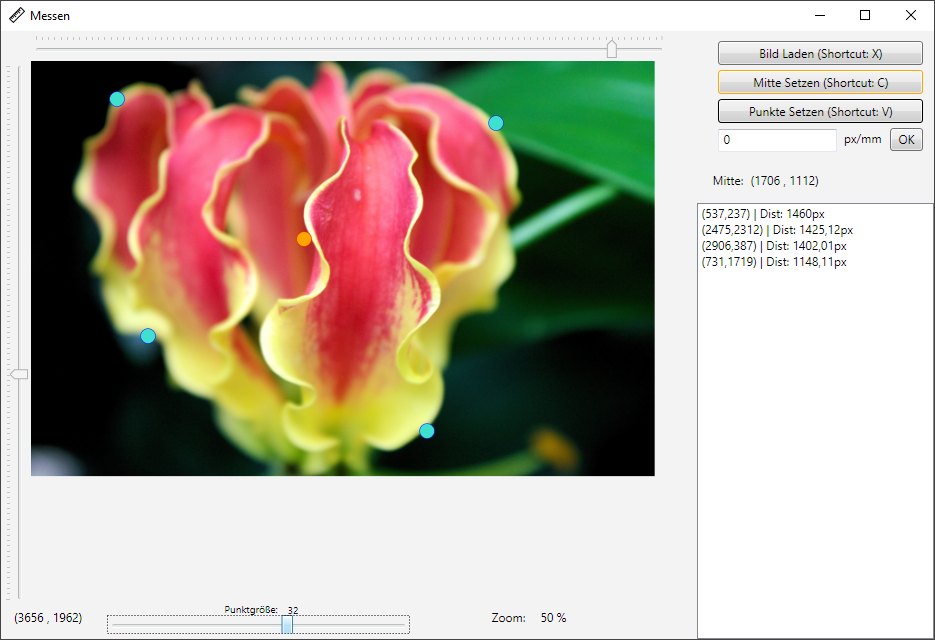 Messen
Bild Laden (Shortcut: X)
Mitte Setzen (Shortcut: C)
Punkte Setzen (Shortcut: V)
0 px/mm OK
Mitte: (1706 , 1112)
(537,237) | Dist: 1460px
(2475,2312) | Dist: 1425,12px
(2906,387) | Dist: 1402,01px
(731,1719) | Dist: 1148,11px
Punktgröße: 32
(3656 , 1962)
Zoom: 50 %